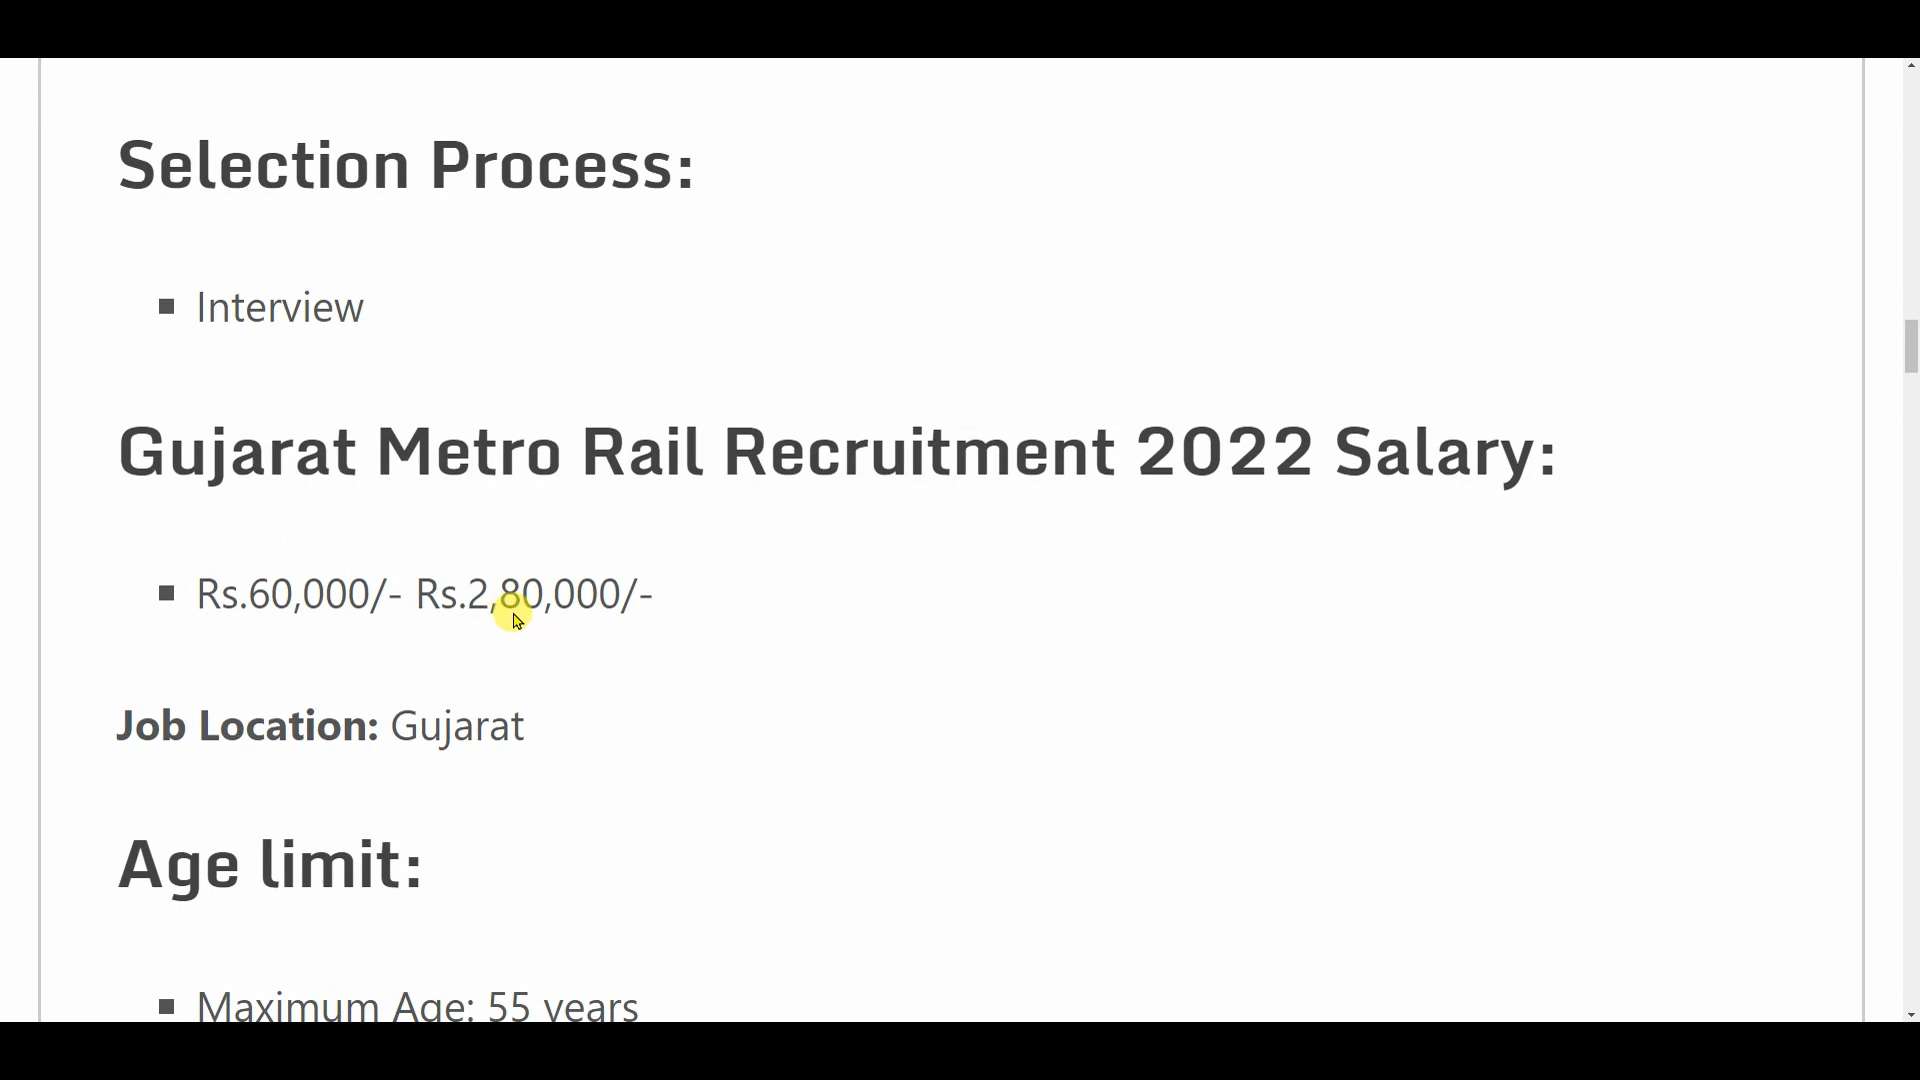 Selection Process:
Interview
Gujarat Metro Rail Recruitment 2022 Salary:
Rs.60,000/- Rs.2,80,000/-
Job Location: Gujarat
Age limit:
Maximum Age: 55 years